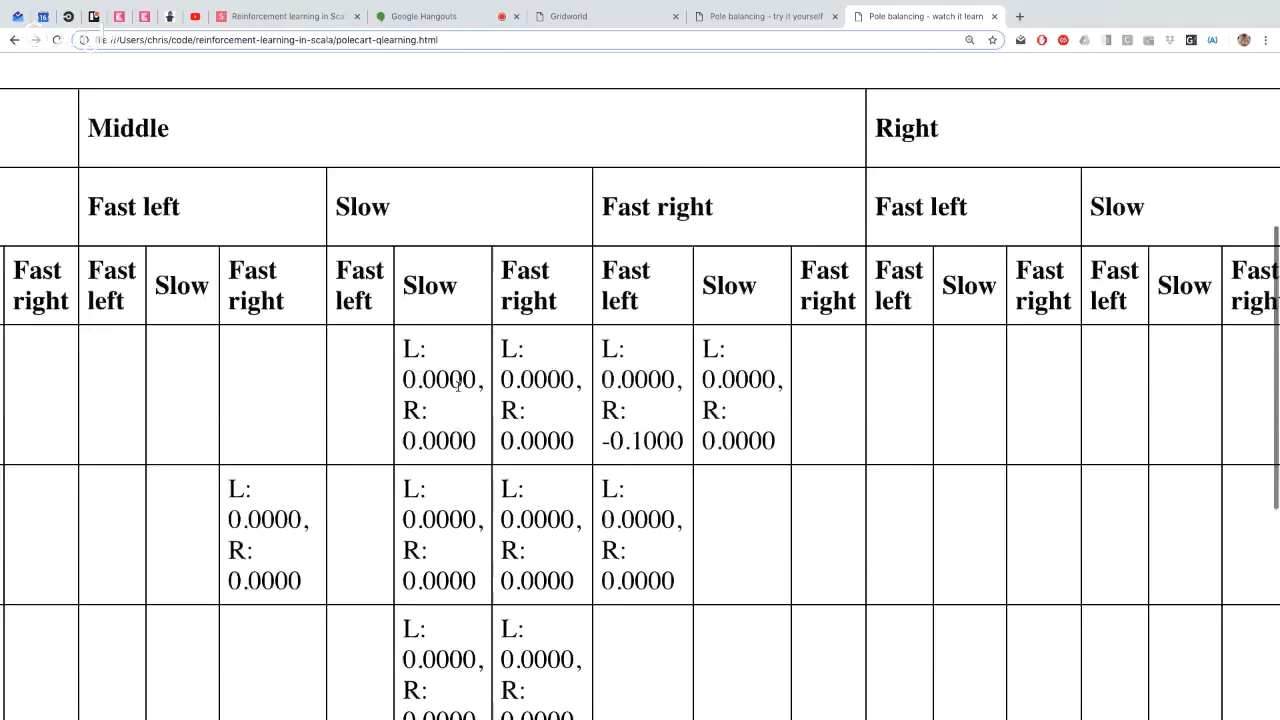 Reinforcement learning in Scal
Google Hangouts
Gridworld
Pole balancing - try it yourself
Pole balancing - watch it learn
/Users/chris/code/reinforcement-learning-in-scala/polecart-qlearning.html
Middle
Right
Fast left
Slow
Fast right
Fast left
Slow
Fast right
Fast left
Slow
Fast right
Fast left
Slow
Fast right
Fast left
Slow
Fast right
Fast left
Slow
Fast right
Fast left
Slow
Fast righ
L: 0.0000, R: 0.0000
L: 0.0000, R: 0.0000
L: 0.0000, R: -0.1000
L: 0.0000, R: 0.0000
L: 0.0000, R: 0.0000
L: 0.0000, R: 0.0000
L: 0.0000, R: 0.0000
L: 0.0000, R: 0.0000
L: 0.0000, R: 0.0000
L: 0.0000, R: 0.0000